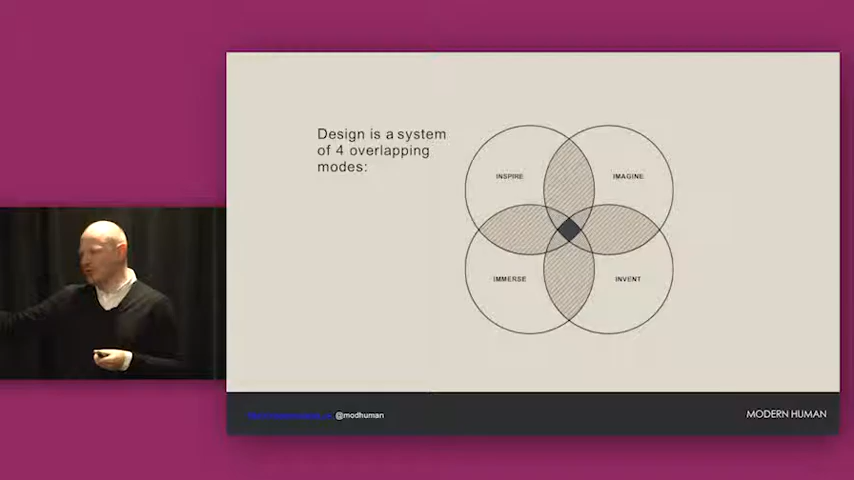 Design is a system
of 4 overlapping
modes:
INSPIRE
IMAGINE
IMMERSE
INVENT
@modhuman
MODERN HUMAN